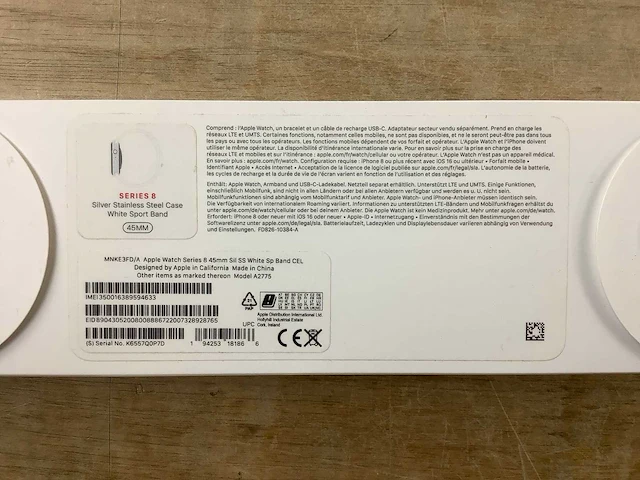 SERIES 8
Silver Stainless Steel Case
White Sport Band
45MM
Comprend : l'Apple Watch, un bracelet et un câble de recharge USB-C. Adaptateur secteur vendu séparément. Prend en charge les
réseaux LTE et UMTS. Certaines fonctions, notamment celles mobiles, ne sont pas disponibles, et ne le seront peut-être pas dans tous
les pays ou avec tous les opérateurs. Les fonctions mobiles dépendent de vos forfait et opérateur. L'Apple Watch et l'iPhone doivent
utiliser le même opérateur. La disponibilité d'itinérance internationale varie. Pour en savoir plus sur la prise en charge des
réseaux LTE et mobiles et sur l'itinérance : apple.com/fr/watch/cellular ou votre opérateur. L'Apple Watch n'est pas un appareil médical.
En savoir plus : apple.com/fr/watch. Configuration requise : iPhone 8 ou plus récent avec iOS 16 ou ultérieur • Forfait mobile •
Identifiant Apple • Accès Internet • Acceptation de la licence de logiciel publiée sur apple.com/legal/sla. L'autonomie de la batterie,
les cycles de recharge et la durée de vie de l'écran varient en fonction de l'utilisation et des réglages.
Enthält: Apple Watch, Armband und USB-C-Ladekabel. Netzteil separat erhältlich. Unterstützt LTE und UMTS. Einige Funktionen,
einschließlich Mobilfunk, sind nicht in allen Ländern oder bei allen Anbietern verfügbar und werden es u. U. nicht sein.
Mobilfunkfunktionen sind abhängig vom Mobilfunktarif und Anbieter. Apple Watch- und iPhone-Anbieter müssen identisch sein.
Die Verfügbarkeit von internationalem Roaming variiert. Informationen zu unterstützten LTE-Bändern und Mobilfunkfragen erhältst du
unter apple.com/de/watch/cellular oder bei deinem Anbieter. Die Apple Watch ist kein Medizinprodukt. Mehr unter apple.com/de/watch.
Erfordert: iPhone 8 oder neuer mit iOS 16 oder neuer • Apple-ID • Internetzugang • Einverständnis mit den Bestimmungen der
Softwarelizenz unter apple.com/de/legal/sla. Batterielaufzeit, Ladezyklen und Displaylebensdauer variieren abhängig von Verwendung
und Einstellungen. FD826-10384-A
MNKE3FD/A Apple Watch Series 8 45mm Sil SS White Sp Band CEL
Designed by Apple in California Made in China
Other items as marked thereon Model A2775
IMEI 350016389594633
EID 89043052008008886722007328928765
(S) Serial No. K6557Q0P7D
UPC
1 94253 18186 6
PAP
Apple Distribution International Ltd.
Hollyhill Industrial Estate
Cork, Ireland
CE